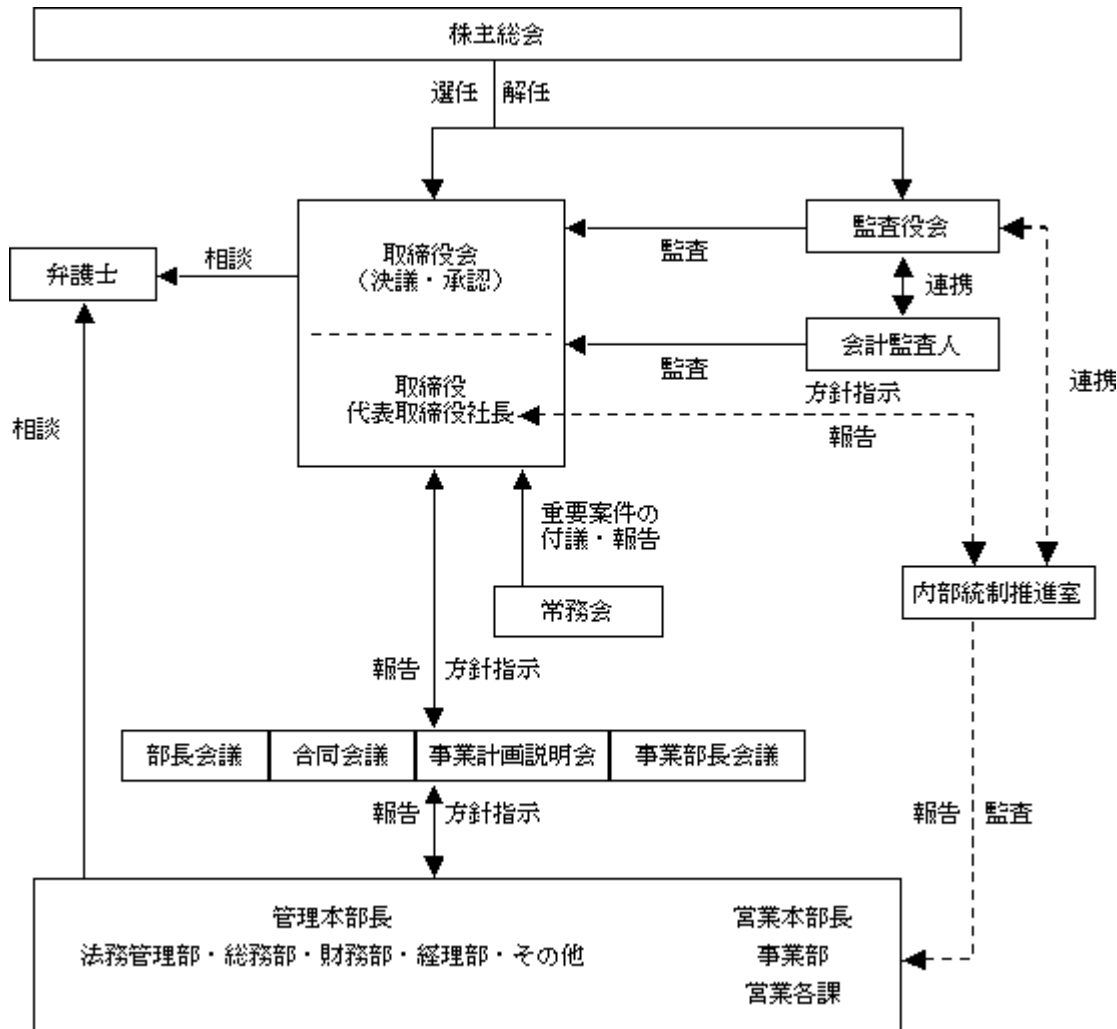 株主総会
選任 解任
取締役会
（決議・承認）
監査
監査役会
相談
弁護士
連携
会計監査人
監査
取締役
代表取締役社長
方針指示
報告
連携
相談
重要案件の
付議・報告
常務会
内部統制推進室
報告 方針指示
部長会議 合同会議 事業計画説明会 事業部長会議
報告 方針指示
報告 監査
管理本部長
法務管理部・総務部・財務部・経理部・その他
営業本部長
事業部
営業各課